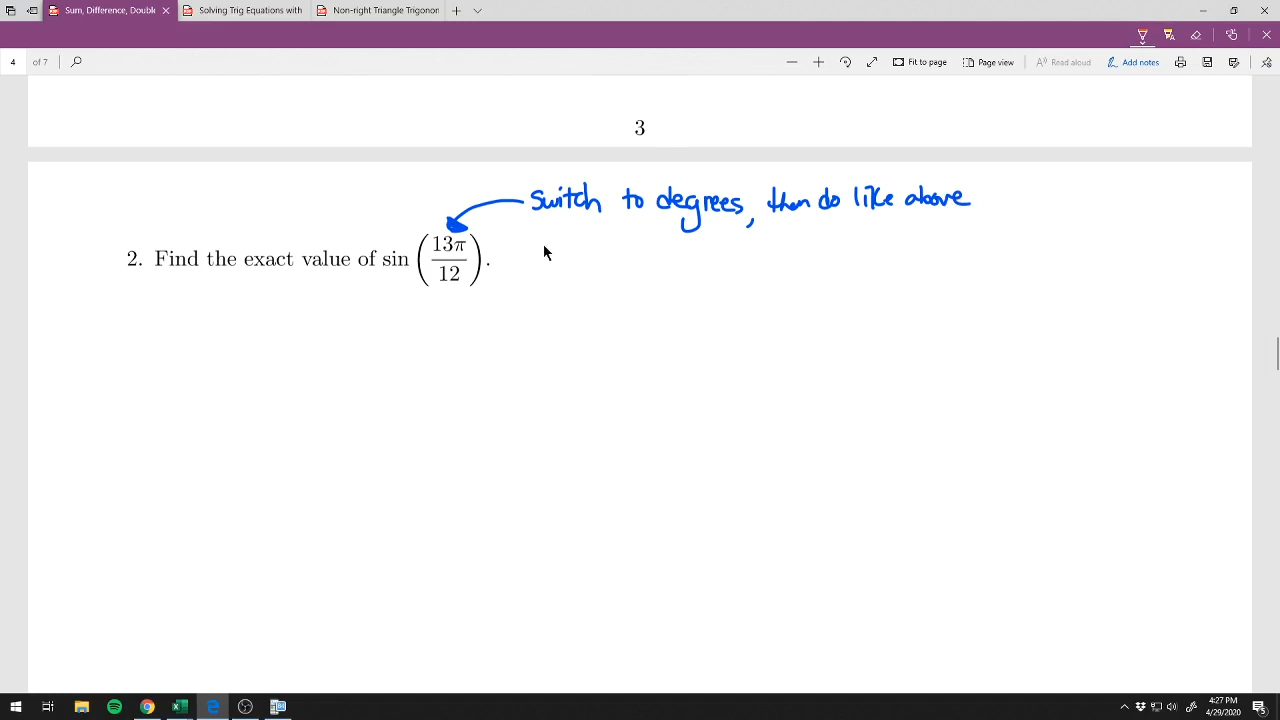 Sum, Difference, Doubl
Solving Trig Equations with
Non-right Triangle Trigonom
4 of 7
Fit to page
Page view
Read aloud
Add notes
3
switch to degrees, then do like above
2. Find the exact value of sin (13π/12).
4:27 PM
4/29/2020